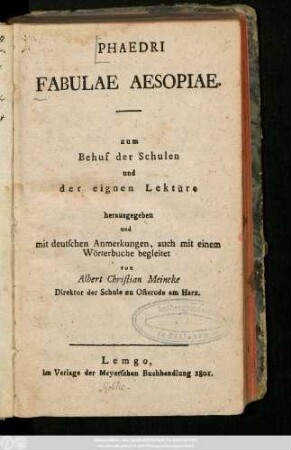 PHAEDRI
FABULAE AESOPIAE.
zum
Behuf der Schulen
und
der eignen Lektüre
herausgegeben
und
mit deutſchen Anmerkungen, auch mit einem
Wörterbuche begleitet
von
Albert Chriſtian Meineke
Direktor der Schule zu Oſterode am Harz.
Lemgo,
im Verlage der Meyerſchen Buchhandlung 1801.